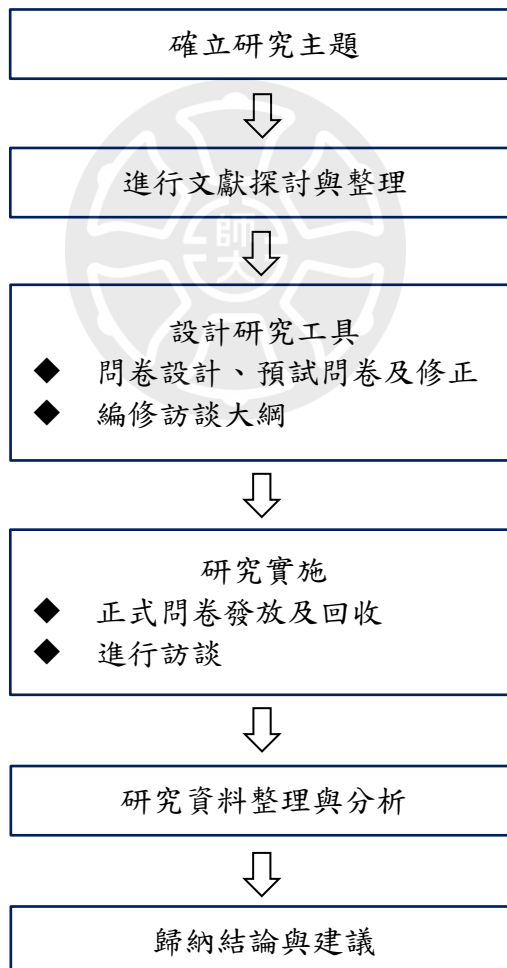 確立研究主題
進行文獻探討與整理
師大
設計研究工具
◆ 問卷設計、預試問卷及修正
◆ 編修訪談大綱
研究實施
◆ 正式問卷發放及回收
◆ 進行訪談
研究資料整理與分析
歸納結論與建議